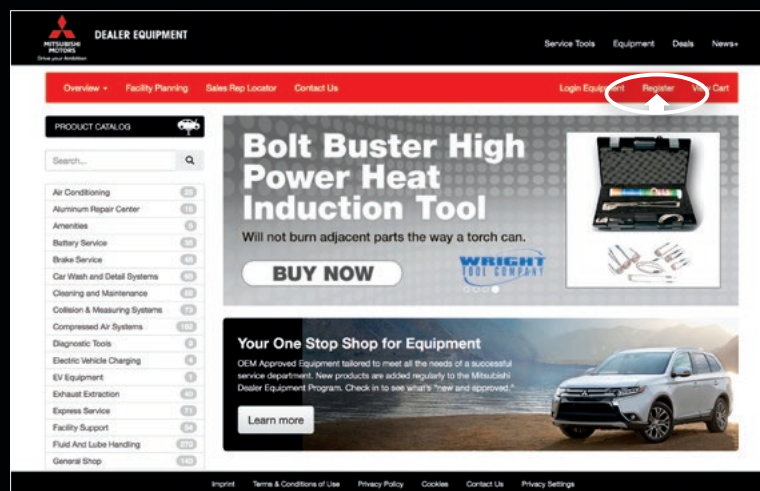 MITSUBISHI
MOTORS
Drive your Ambition
DEALER EQUIPMENT
Service Tools Equipment Deals News+
Overview Facility Planning Sales Rep Locator Contact Us Login Equipment Register View Cart
PRODUCT CATALOG
Search...
Air Conditioning
Aluminum Repair Center
Amenities
Battery Service
Brake Service
Car Wash and Detail Systems
Cleaning and Maintenance
Collision & Measuring Systems
Compressed Air Systems
Diagnostic Tools
Electric Vehicle Charging
EV Equipment
Exhaust Extraction
Express Service
Facility Support
Fluid And Lube Handling
General Shop
Bolt Buster High
Power Heat
Induction Tool
Will not burn adjacent parts the way a torch can.
BUY NOW
WRIGHT
TOOL COMPANY
Your One Stop Shop for Equipment
OEM Approved Equipment tailored to meet all the needs of a successful
service department. New products are added regularly to the Mitsubishi
Dealer Equipment Program. Check in to see what's "new and approved."
Learn more
Imprint Terms & Conditions of Use Privacy Policy Cookies Contact Us Privacy Settings